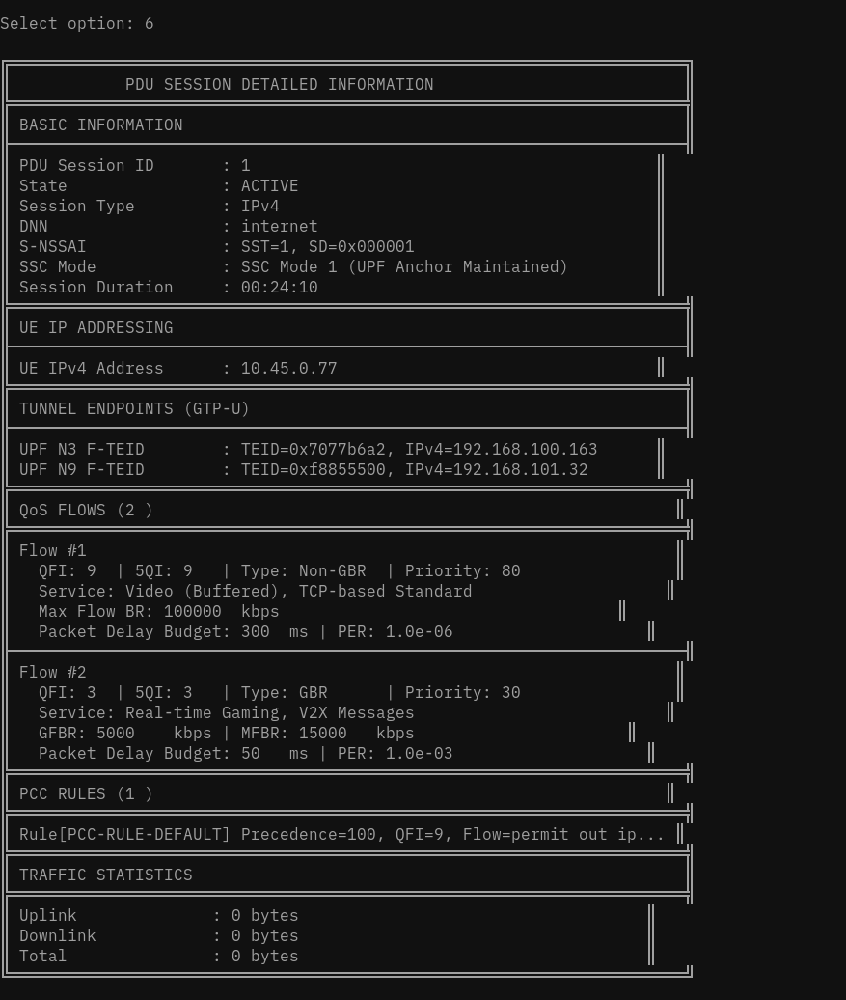 Select option: 6
PDU SESSION DETAILED INFORMATION
BASIC INFORMATION
PDU Session ID : 1
State : ACTIVE
Session Type : IPv4
DNN : internet
S-NSSAI : SST=1, SD=0x000001
SSC Mode : SSC Mode 1 (UPF Anchor Maintained)
Session Duration : 00:24:10
UE IP ADDRESSING
UE IPv4 Address : 10.45.0.77
TUNNEL ENDPOINTS (GTP-U)
UPF N3 F-TEID : TEID=0x7077b6a2, IPv4=192.168.100.163
UPF N9 F-TEID : TEID=0xf8855500, IPv4=192.168.101.32
QoS FLOWS (2 )
Flow #1
QFI: 9 | 5QI: 9 | Type: Non-GBR | Priority: 80
Service: Video (Buffered), TCP-based Standard
Max Flow BR: 100000 kbps
Packet Delay Budget: 300 ms | PER: 1.0e-06
Flow #2
QFI: 3 | 5QI: 3 | Type: GBR | Priority: 30
Service: Real-time Gaming, V2X Messages
GFBR: 5000 kbps | MFBR: 15000 kbps
Packet Delay Budget: 50 ms | PER: 1.0e-03
PCC RULES (1 )
Rule[PCC-RULE-DEFAULT] Precedence=100, QFI=9, Flow=permit out ip...
TRAFFIC STATISTICS
Uplink : 0 bytes
Downlink : 0 bytes
Total : 0 bytes